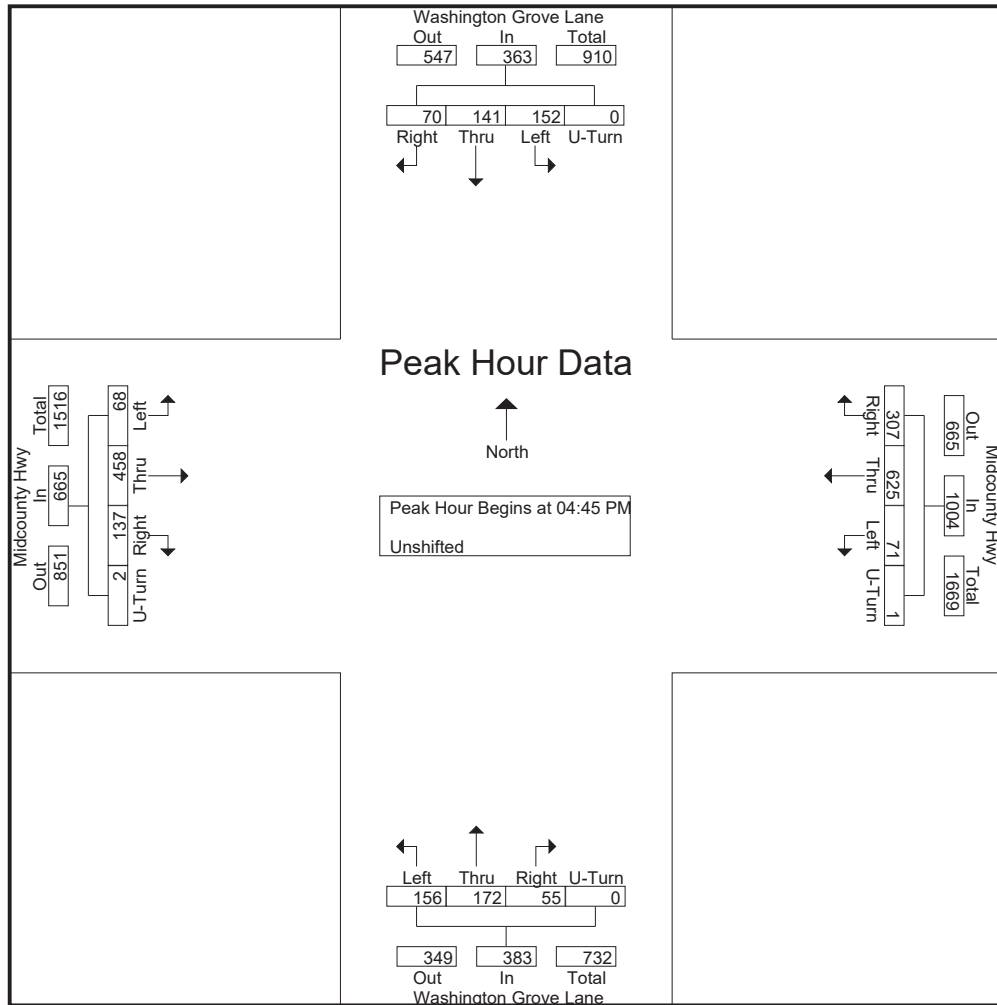 Washington Grove Lane
Out In Total
547 363 910
70 141 152 0
Right Thru Left U-Turn
Peak Hour Data
North
Peak Hour Begins at 04:45 PM
Unshifted
Midcounty Hwy
Total In Out
1516 665 851
68 458 137 2
Left Thru Right U-Turn
Right Thru Left U-Turn
307 625 71 1
Out In Total
665 1004 1669
Midcounty Hwy
Left Thru Right U-Turn
156 172 55 0
349 383 732
Out In Total
Washington Grove Lane